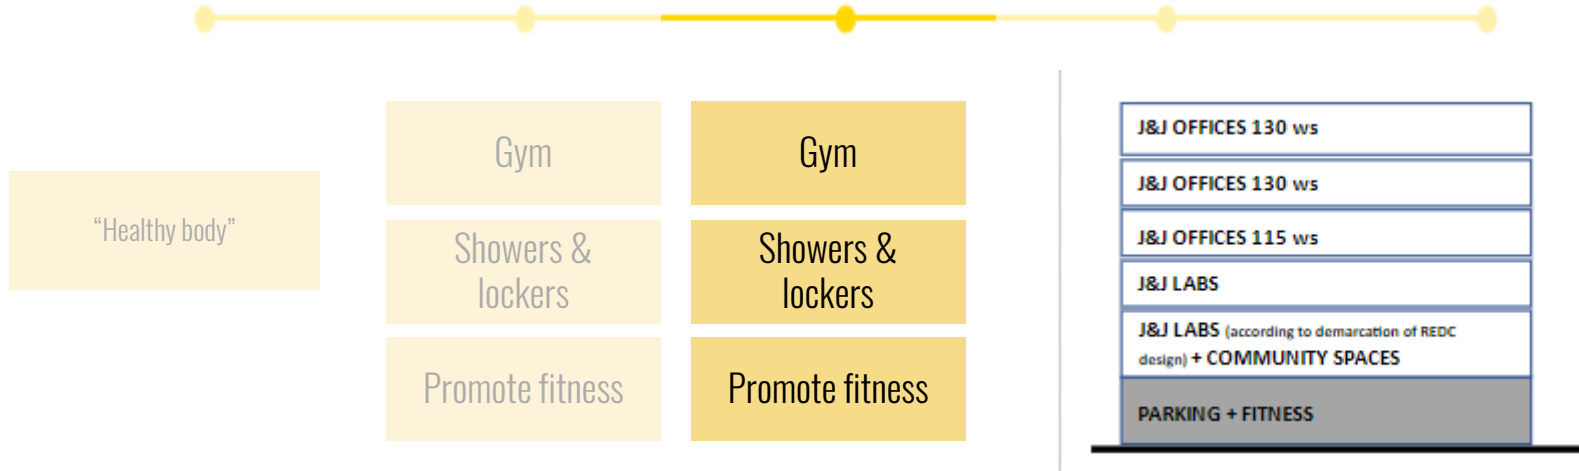 “Healthy body”
Gym
Showers &
lockers
Promote fitness
Gym
Showers &
lockers
Promote fitness
J&J OFFICES 130 ws
J&J OFFICES 130 ws
J&J OFFICES 115 ws
J&J LABS
J&J LABS (according to demarcation of REDC
design) + COMMUNITY SPACES
PARKING + FITNESS